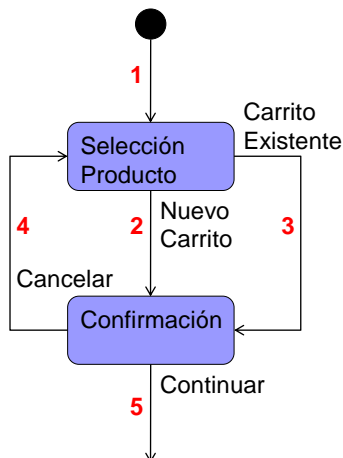 1
Carrito
Existente
Selección
Producto
4
2
Nuevo
Carrito
3
Cancelar
Confirmación
Continuar
5